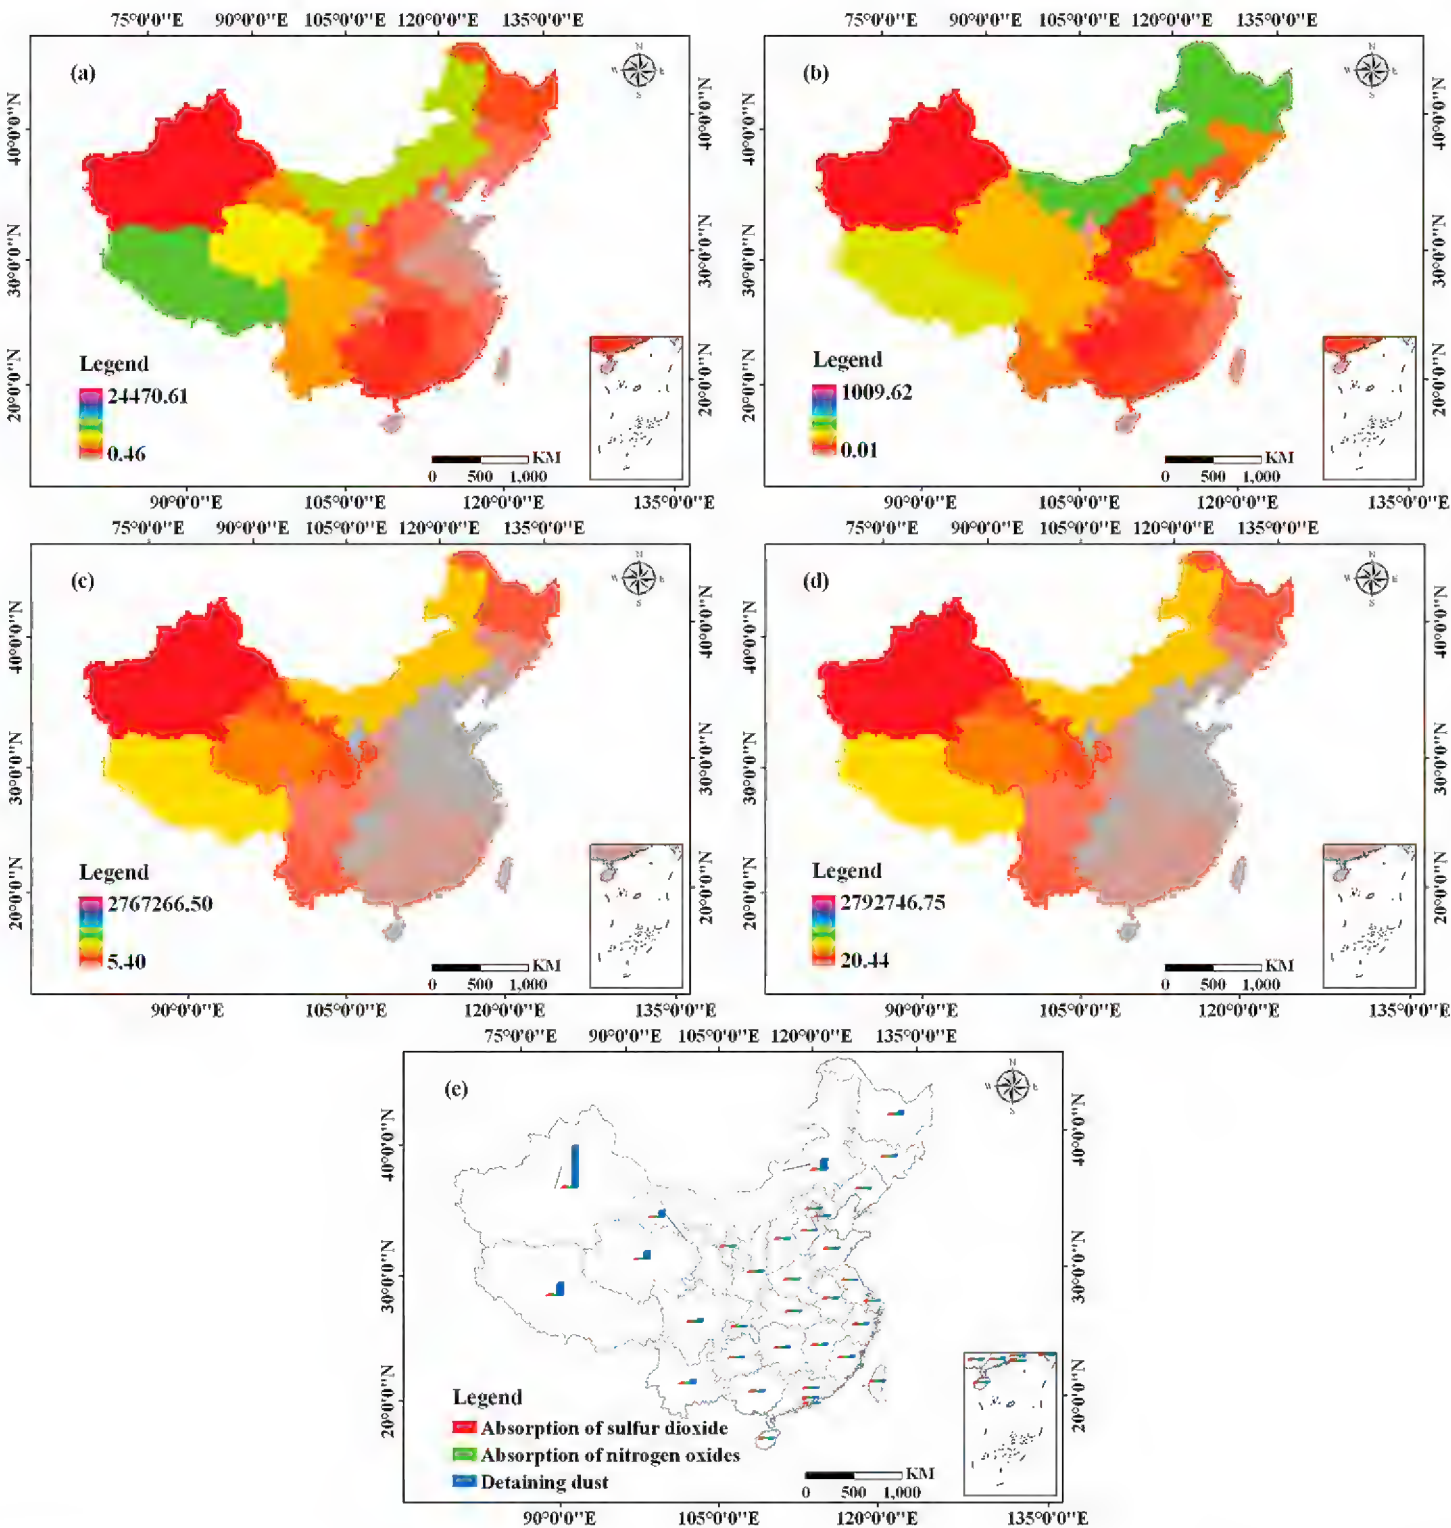 75°0'0"E 90°0'0"E 105°0'0"E 120°0'0"E 135°0'0"E
75°0'0"E 90°0'0"E 105°0'0"E 120°0'0"E 135°0'0"E
(a)
N
W E
S
40°0'0"N
30°0'0"N
20°0'0"N
Legend
24470.61
0.46
KM
0 500 1,000
(b)
N
W E
S
40°0'0"N
30°0'0"N
20°0'0"N
Legend
1009.62
0.01
KM
0 500 1,000
90°0'0"E 105°0'0"E 120°0'0"E 135°0'0"E
90°0'0"E 105°0'0"E 120°0'0"E 135°0'0"E
75°0'0"E 90°0'0"E 105°0'0"E 120°0'0"E 135°0'0"E
75°0'0"E 90°0'0"E 105°0'0"E 120°0'0"E 135°0'0"E
(c)
N
W E
S
40°0'0"N
30°0'0"N
20°0'0"N
Legend
2767266.50
5.40
KM
0 500 1,000
(d)
N
W E
S
40°0'0"N
30°0'0"N
20°0'0"N
Legend
2792746.75
20.44
KM
0 500 1,000
90°0'0"E 105°0'0"E 120°0'0"E 135°0'0"E
90°0'0"E 105°0'0"E 120°0'0"E 135°0'0"E
75°0'0"E 90°0'0"E 105°0'0"E 120°0'0"E 135°0'0"E
(e)
N
W E
S
40°0'0"N
30°0'0"N
20°0'0"N
Legend
Absorption of sulfur dioxide
Absorption of nitrogen oxides
Detaining dust
KM
0 500 1,000
90°0'0"E 105°0'0"E 120°0'0"E 135°0'0"E